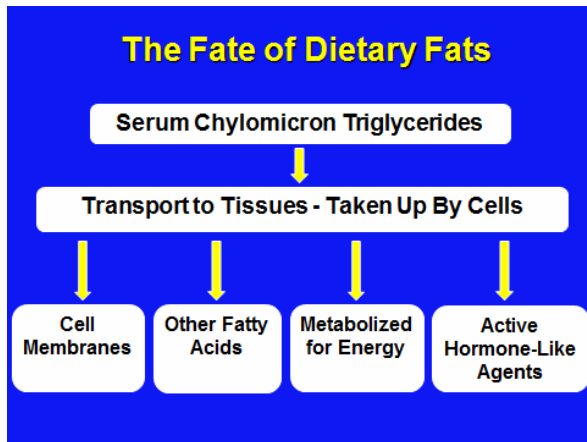 The Fate of Dietary Fats
Serum Chylomicron Triglycerides
Transport to Tissues - Taken Up By Cells
Cell
Membranes
Other Fatty
Acids
Metabolized
for Energy
Active
Hormone-Like
Agents